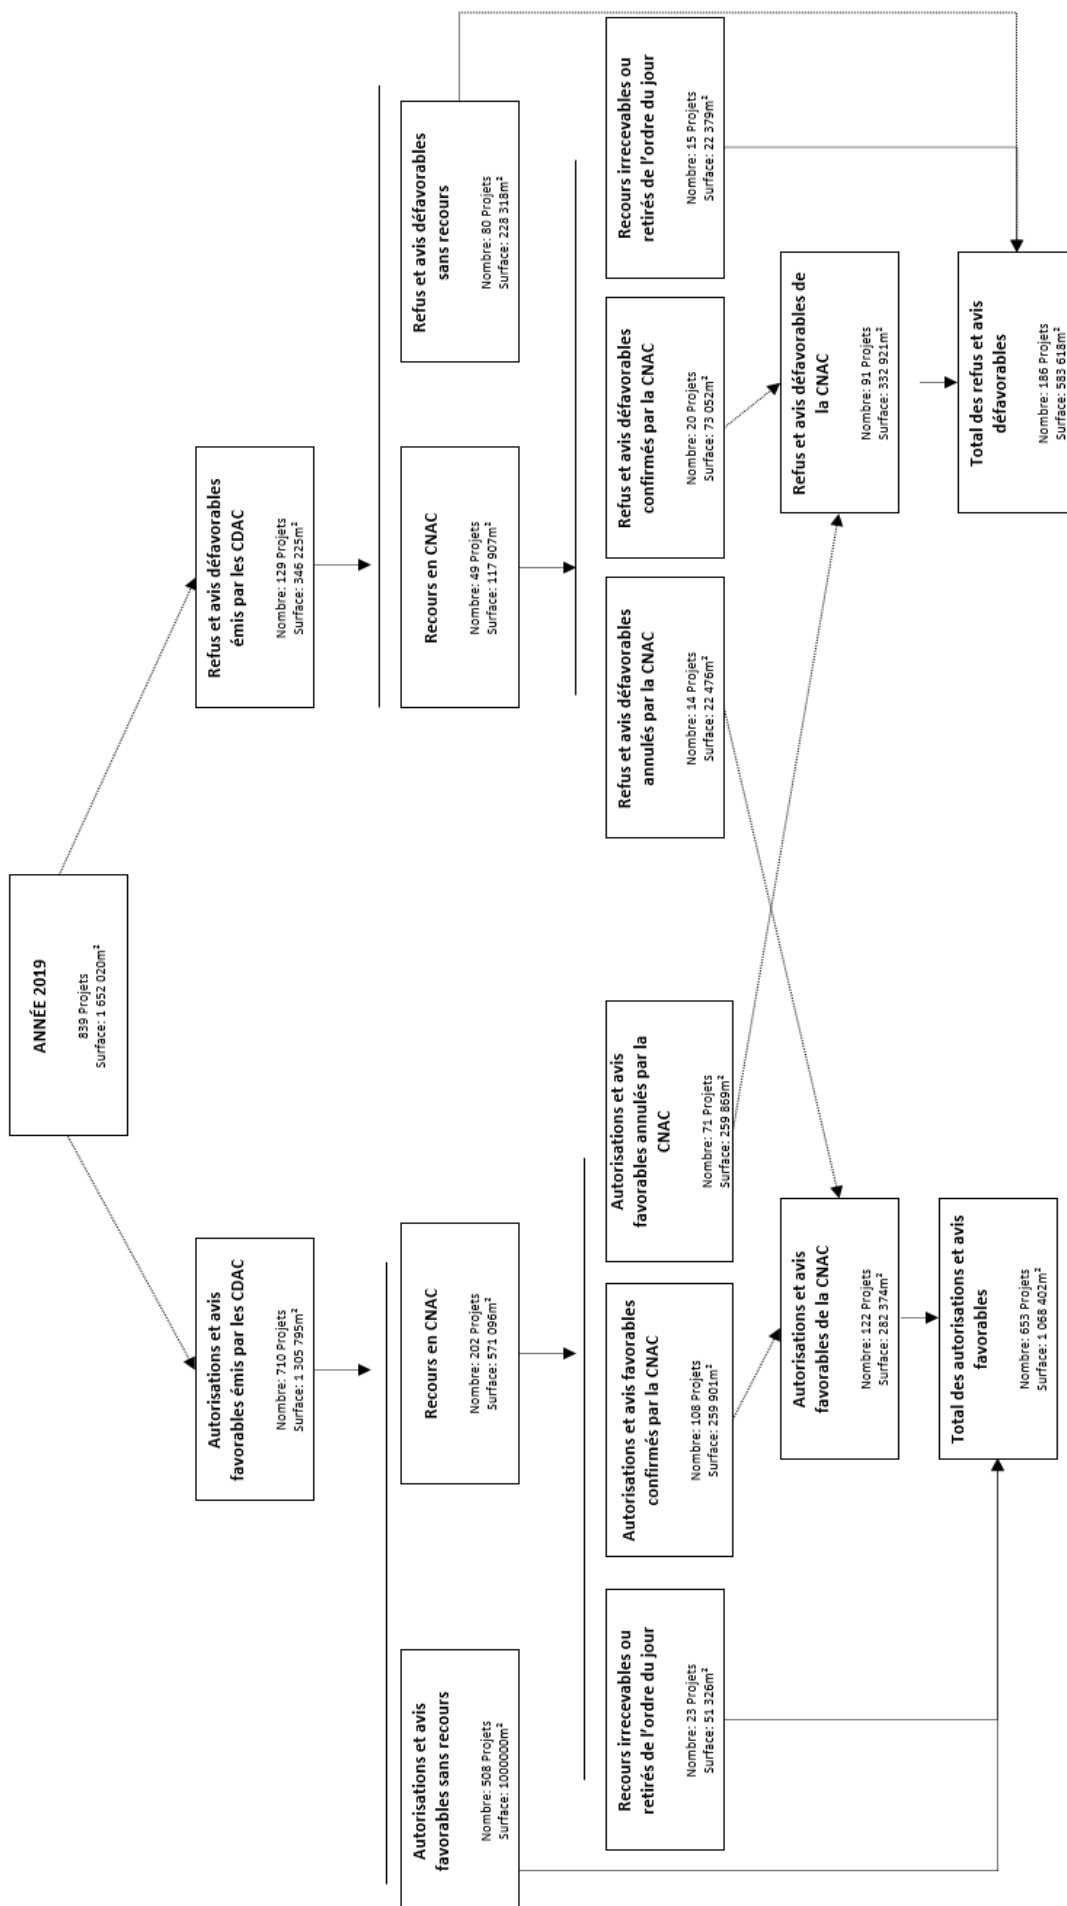 ANNÉE 2019
839 Projets
Surface: 1 652 020m²
Autorisations et avis
favorables émis par les CDAC
Nombre: 710 Projets
Surface: 1 305 795m²
Refus et avis défavorables
émis par les CDAC
Nombre: 129 Projets
Surface: 346 225m²
Autorisations et avis
favorables sans recours
Nombre: 508 Projets
Surface: 1000000m²
Recours en CNAC
Nombre: 202 Projets
Surface: 571 096m²
Recours en CNAC
Nombre: 49 Projets
Surface: 117 907m²
Refus et avis défavorables
sans recours
Nombre: 80 Projets
Surface: 228 318m²
Recours irrecevables ou
retirés de l'ordre du jour
Nombre: 23 Projets
Surface: 51 326m²
Autorisations et avis favorables
confirmés par la CNAC
Nombre: 108 Projets
Surface: 259 901m²
Autorisations et avis
favorables annulés par la
CNAC
Nombre: 71 Projets
Surface: 259 869m²
Refus et avis défavorables
annulés par la CNAC
Nombre: 14 Projets
Surface: 22 476m²
Refus et avis défavorables
confirmés par la CNAC
Nombre: 20 Projets
Surface: 73 052m²
Recours irrecevables ou
retirés de l'ordre du jour
Nombre: 15 Projets
Surface: 22 379m²
Autorisations et avis
favorables de la CNAC
Nombre: 122 Projets
Surface: 282 374m²
Refus et avis défavorables de
la CNAC
Nombre: 91 Projets
Surface: 332 921m²
Total des autorisations et avis
favorables
Nombre: 653 Projets
Surface: 1 068 402m²
Total des refus et avis
défavorables
Nombre: 186 Projets
Surface: 583 618m²